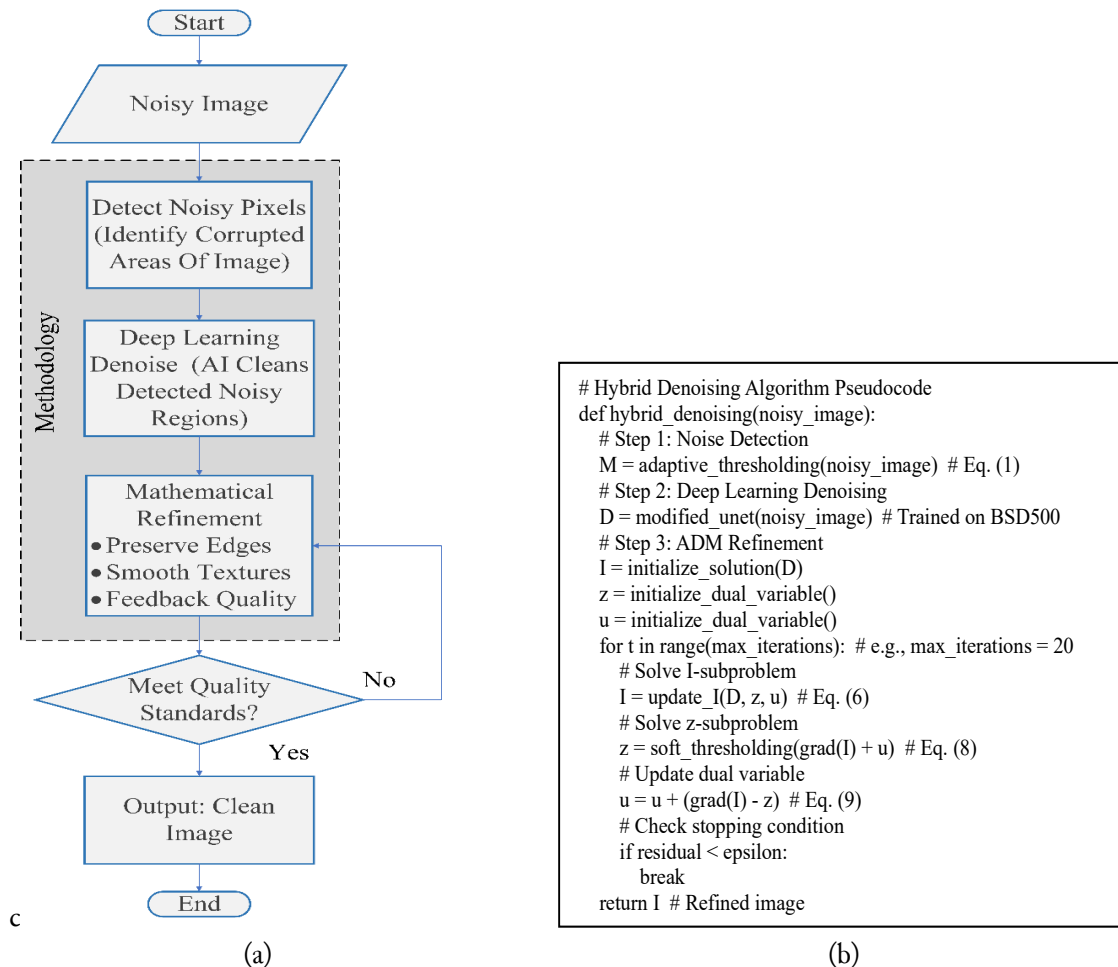 Start
Noisy Image
Methodology
Detect Noisy Pixels
(Identify Corrupted
Areas Of Image)
Deep Learning
Denoise (AI Cleans
Detected Noisy
Regions)
Mathematical
Refinement
• Preserve Edges
• Smooth Textures
• Feedback Quality
Meet Quality
Standards?
No
Yes
Output: Clean
Image
End
c
(a)
# Hybrid Denoising Algorithm Pseudocode
def hybrid_denoising(noisy_image):
# Step 1: Noise Detection
M = adaptive_thresholding(noisy_image) # Eq. (1)
# Step 2: Deep Learning Denoising
D = modified_unet(noisy_image) # Trained on BSD500
# Step 3: ADM Refinement
I = initialize_solution(D)
z = initialize_dual_variable()
u = initialize_dual_variable()
for t in range(max_iterations): # e.g., max_iterations = 20
# Solve I-subproblem
I = update_I(D, z, u) # Eq. (6)
# Solve z-subproblem
z = soft_thresholding(grad(I) + u) # Eq. (8)
# Update dual variable
u = u + (grad(I) - z) # Eq. (9)
# Check stopping condition
if residual < epsilon:
break
return I # Refined image
(b)